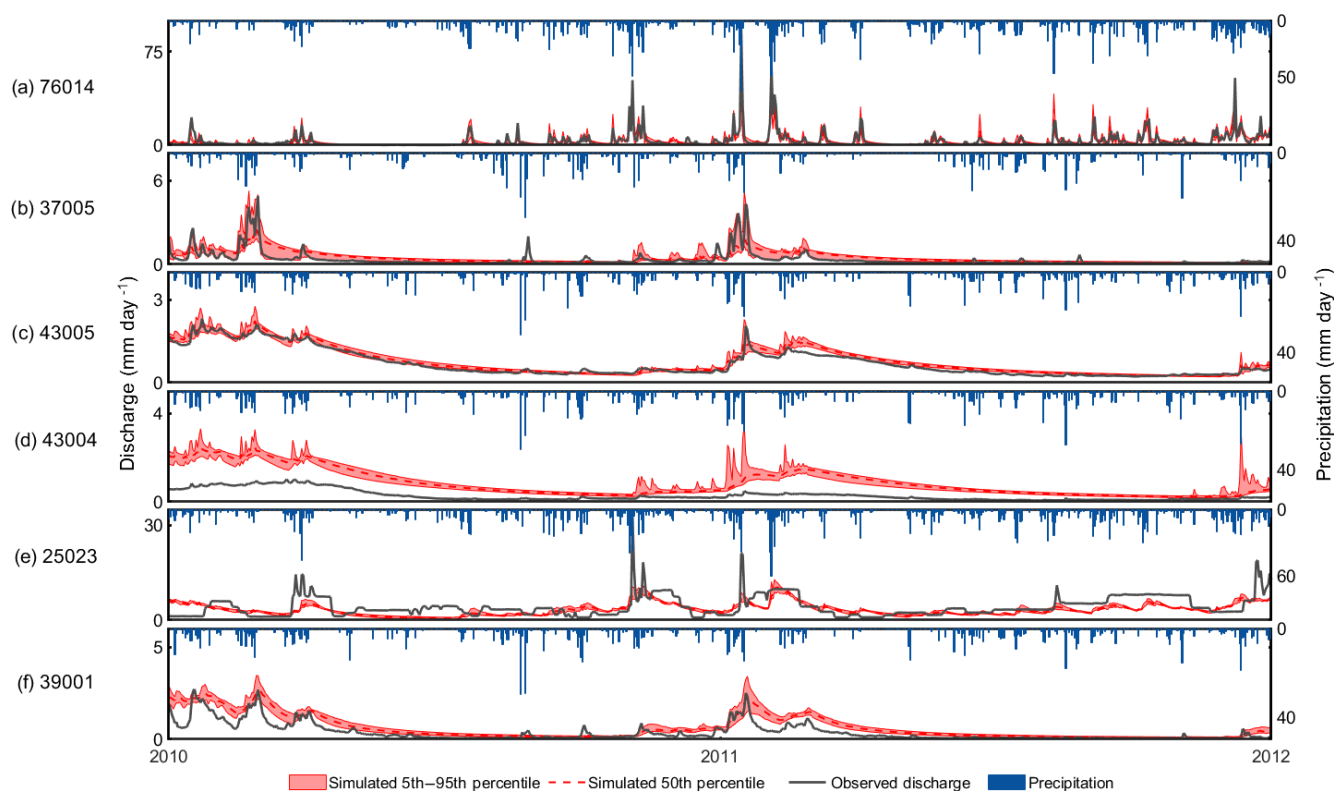 0
75
(a) 76014
50
0
0
6
(b) 37005
40
0
0
3
(c) 43005
40
0
0
4
(d) 43004
40
0
0
30
(e) 25023
60
0
0
5
(f) 39001
40
0
Discharge (mm day -1)
Precipitation (mm day -1)
2010 2011 2012
Simulated 5th–95th percentile Simulated 50th percentile Observed discharge Precipitation